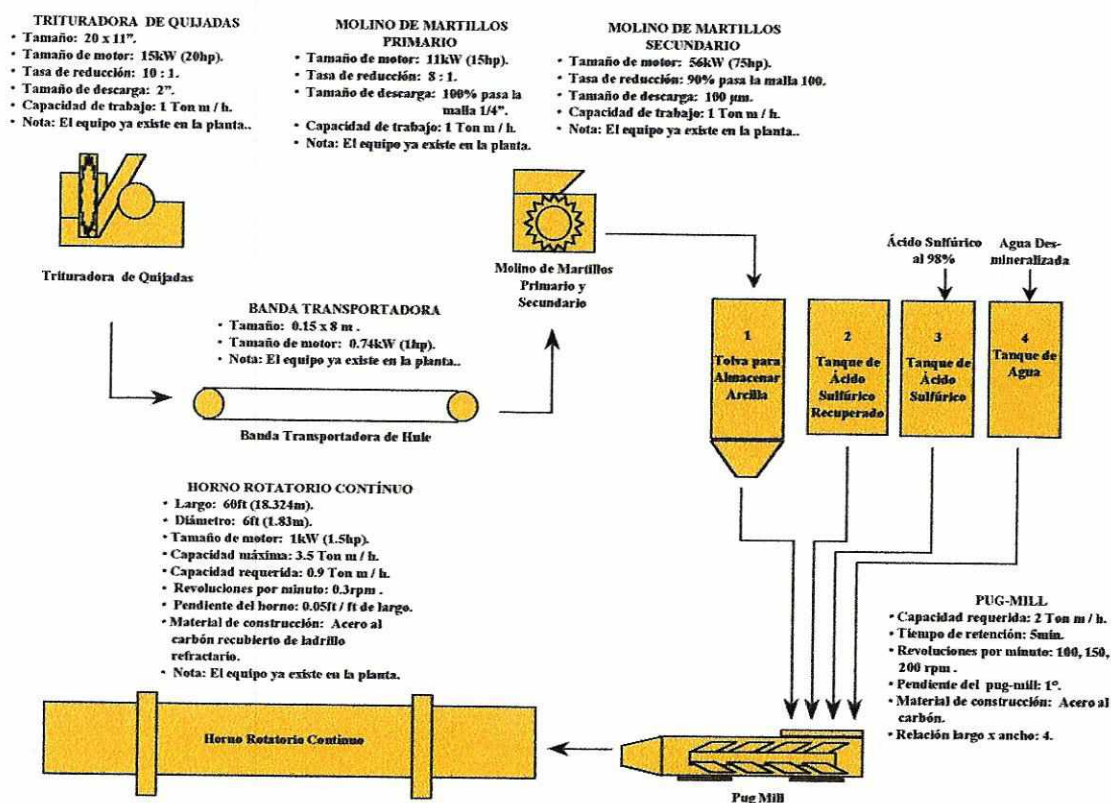 TRITURADORA DE QUIJADAS
• Tamaño: 20 x 11”.
• Tamaño de motor: 15kW (20hp).
• Tasa de reducción: 10 : 1.
• Tamaño de descarga: 2”.
• Capacidad de trabajo: 1 Ton m / h.
• Nota: El equipo ya existe en la planta..
MOLINO DE MARTILLOS
PRIMARIO
• Tamaño de motor: 11kW (15hp).
• Tasa de reducción: 8 : 1.
• Tamaño de descarga: 100% pasa la
malla 1/4”.
• Capacidad de trabajo: 1 Ton m / h.
• Nota: El equipo ya existe en la planta.
MOLINO DE MARTILLOS
SECUNDARIO
• Tamaño de motor: 56kW (75hp).
• Tasa de reducción: 90% pasa la malla 100.
• Tamaño de descarga: 100 µm.
• Capacidad de trabajo: 1 Ton m / h.
• Nota: El equipo ya existe en la planta..
Trituradora de Quijadas
Molino de Martillos
Primario y
Secundario
Ácido Sulfúrico
al 98%
Agua Des-
mineralizada
BANDA TRANSPORTADORA
• Tamaño: 0.15 x 8 m .
• Tamaño de motor: 0.74kW (1hp).
• Nota: El equipo ya existe en la planta..
Banda Transportadora de Hule
1
Tolva para
Almacenar
Arcilla
2
Tanque de
Ácido
Sulfúrico
Recuperado
3
Tanque de
Ácido
Sulfúrico
4
Tanque de
Agua
HORNO ROTATORIO CONTÍNUO
• Largo: 60ft (18.324m).
• Diámetro: 6ft (1.83m).
• Tamaño de motor: 1kW (1.5hp).
• Capacidad máxima: 3.5 Ton m / h.
• Capacidad requerida: 0.9 Ton m / h.
• Revoluciones por minuto: 0.3rpm .
• Pendiente del horno: 0.05ft / ft de largo.
• Material de construcción: Acero al
carbón recubierto de ladrillo
refractario.
• Nota: El equipo ya existe en la planta.
PUG-MILL
• Capacidad requerida: 2 Ton m / h.
• Tiempo de retención: 5min.
• Revoluciones por minuto: 100, 150,
200 rpm .
• Pendiente del pug-mill: 1°.
• Material de construcción: Acero al
carbón.
• Relación largo x ancho: 4.
Horno Rotatorio Contínuo
Pug Mill